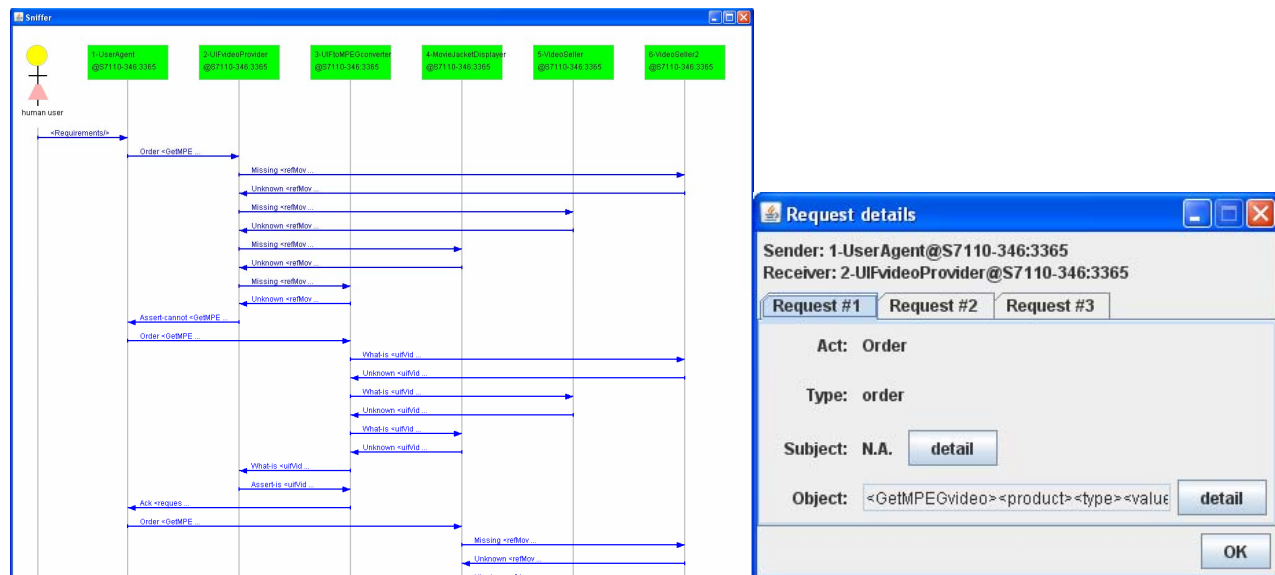 Sniffer
1-UserAgent
@S7110-346:3365
2-UIFvideoProvider
@S7110-346:3365
3-UIFtoMPEGconverter
@S7110-346:3365
4-MovieJacketDisplayer
@S7110-346:3365
5-VideoSeller
@S7110-346:3365
6-VideoSeller2
@S7110-346:3365
human user
<Requirements/>
Order <GetMPE ...
Missing <refMov ...
Unknown <refMov ...
Missing <refMov ...
Unknown <refMov ...
Missing <refMov ...
Unknown <refMov ...
Missing <refMov ...
Unknown <refMov ...
Assert-cannot <GetMPE ...
Order <GetMPE ...
What-is <uifVid ...
Unknown <uifVid ...
What-is <uifVid ...
Unknown <uifVid ...
What-is <uifVid ...
Unknown <uifVid ...
What-is <uifVid ...
Assert-is <uifVid ...
Ack <reques ...
Order <GetMPE ...
Missing <refMov ...
Unknown <refMov ...
Request details
Sender: 1-UserAgent@S7110-346:3365
Receiver: 2-UIFvideoProvider@S7110-346:3365
Request #1 Request #2 Request #3
Act: Order
Type: order
Subject: N.A. detail
Object: <GetMPEGvideo><product><type><value detail
OK